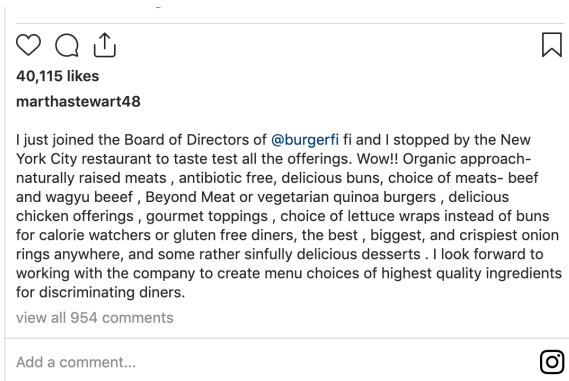 40,115 likes
marthastewart48
I just joined the Board of Directors of @burgerfi fi and I stopped by the New
York City restaurant to taste test all the offerings. Wow!! Organic approach-
naturally raised meats , antibiotic free, delicious buns, choice of meats- beef
and wagyu beeef , Beyond Meat or vegetarian quinoa burgers , delicious
chicken offerings , gourmet toppings , choice of lettuce wraps instead of buns
for calorie watchers or gluten free diners, the best , biggest, and crispiest onion
rings anywhere, and some rather sinfully delicious desserts . I look forward to
working with the company to create menu choices of highest quality ingredients
for discriminating diners.
view all 954 comments
Add a comment...